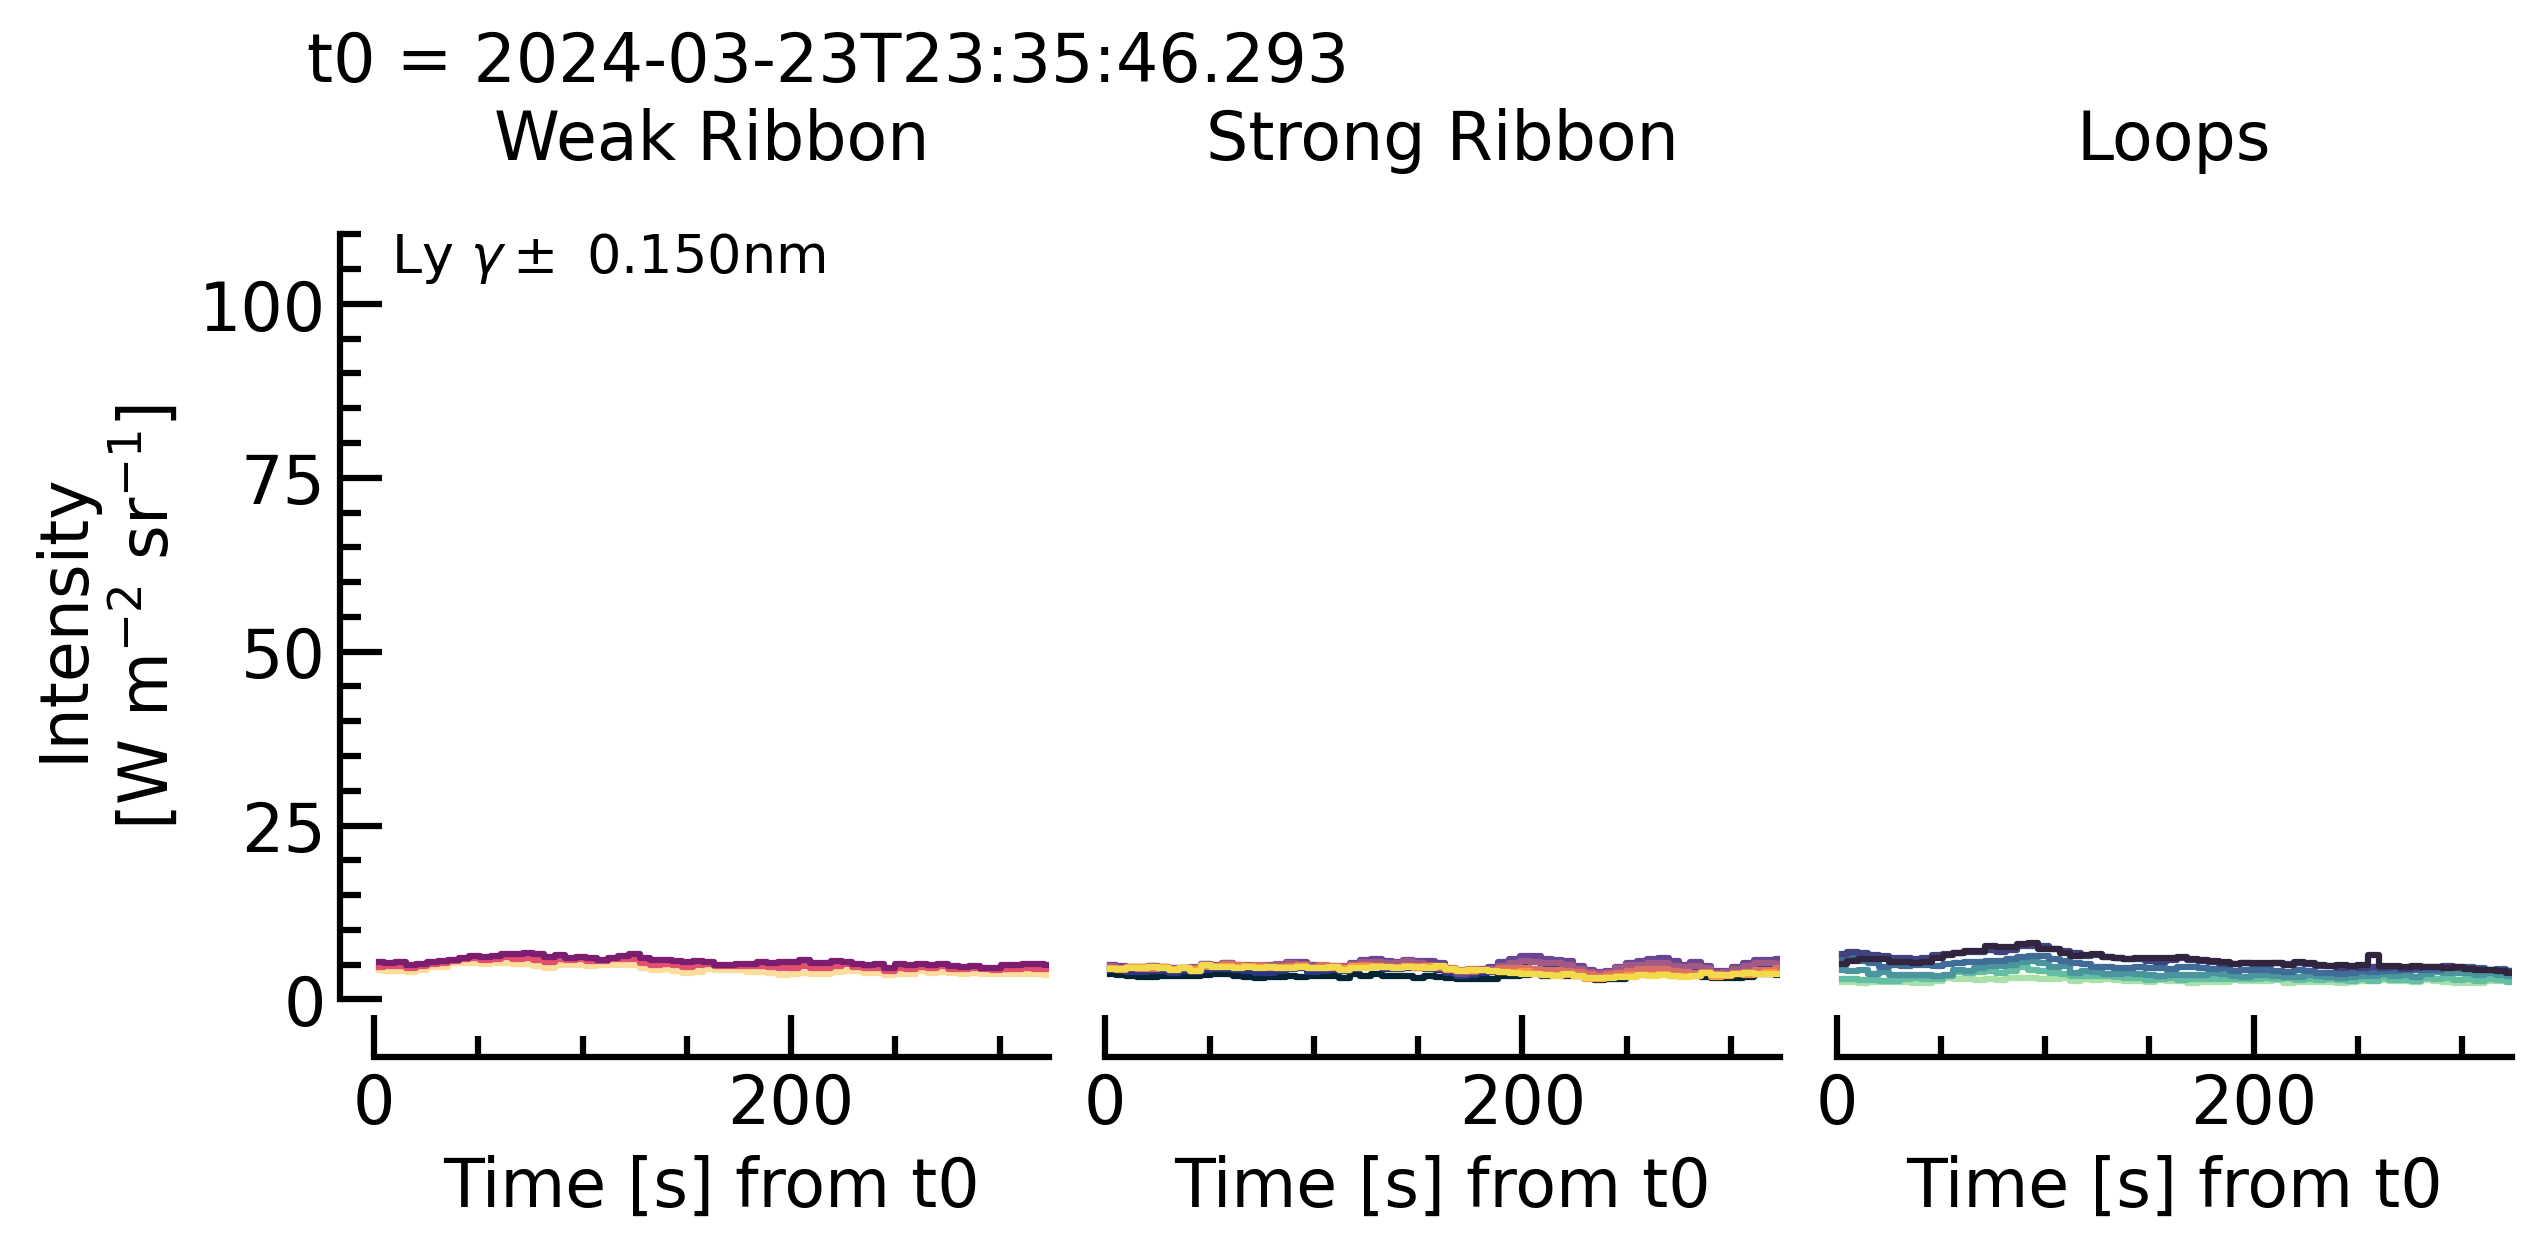 t0 = 2024-03-23T23:35:46.293
Weak Ribbon
Strong Ribbon
Loops
Ly γ ± 0.150nm
Intensity
[W m⁻² sr⁻¹]
100
75
50
25
0
0
200
0
200
0
200
Time [s] from t0
Time [s] from t0
Time [s] from t0